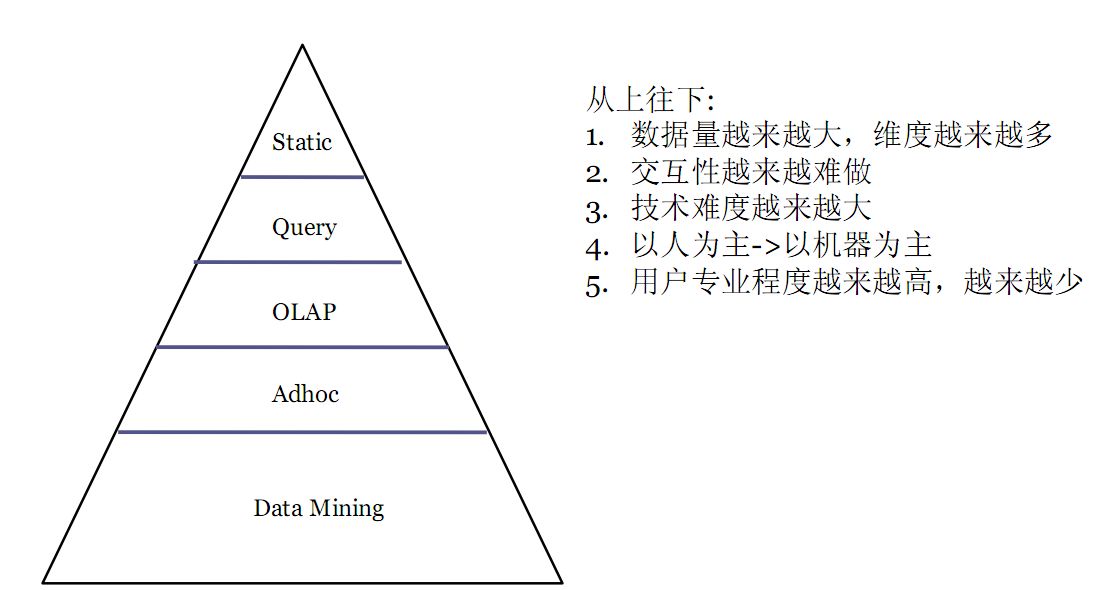 Static
Query
OLAP
Adhoc
Data Mining
从上往下:
1. 数据量越来越大，维度越来越多
2. 交互性越来越难做
3. 技术难度越来越大
4. 以人为主->以机器为主
5. 用户专业程度越来越高，越来越少